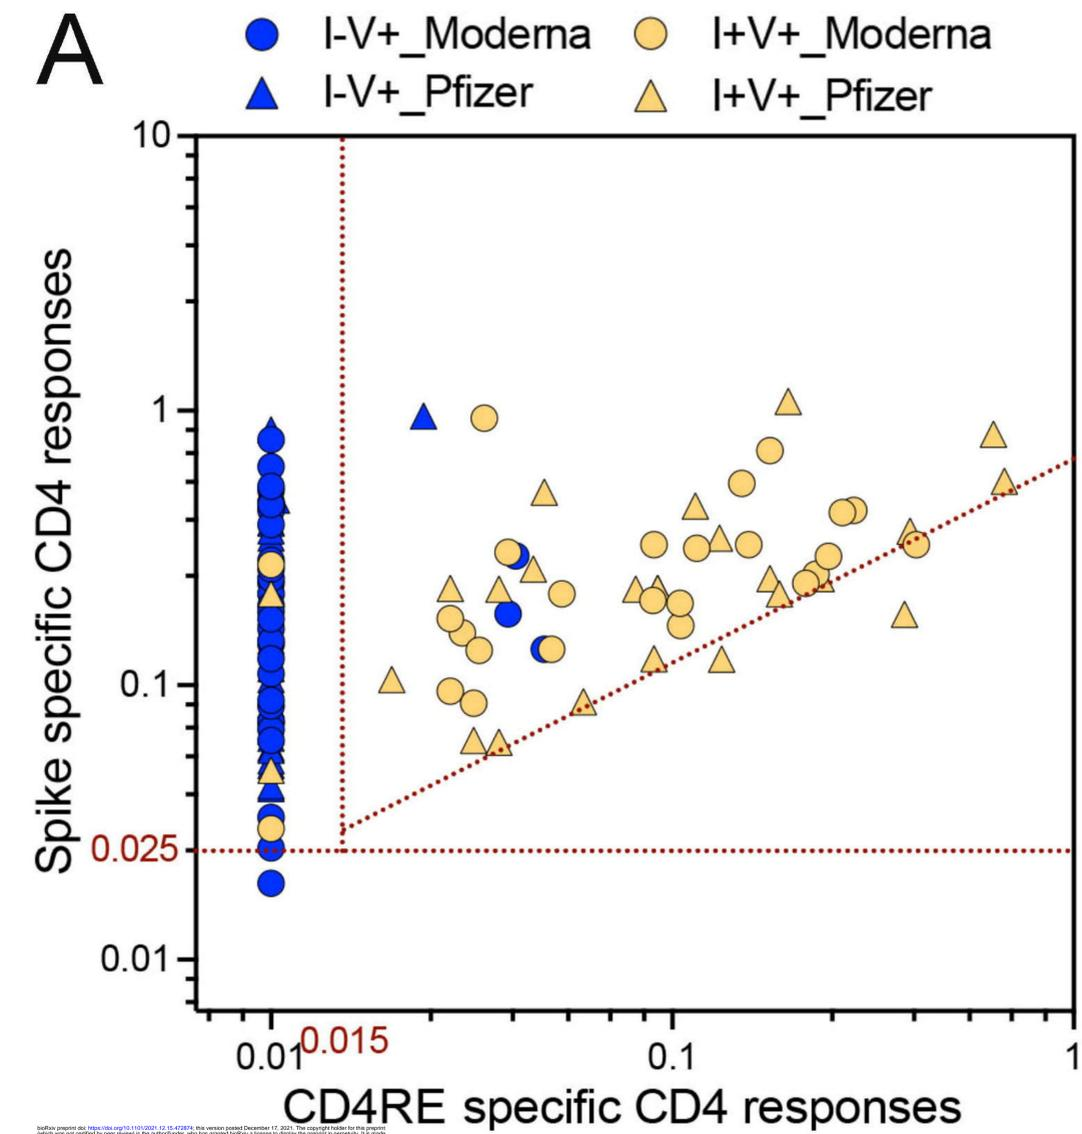 A
I-V+_Moderna
I+V+_Moderna
I-V+_Pfizer
I+V+_Pfizer
10
1
0.1
0.025
0.01
Spike specific CD4 responses
0.01
0.015
0.1
1
CD4RE specific CD4 responses
bioRxiv preprint doi: https://doi.org/10.1101/2021.12.15.472874; this version posted December 17, 2021. The copyright holder for this preprint